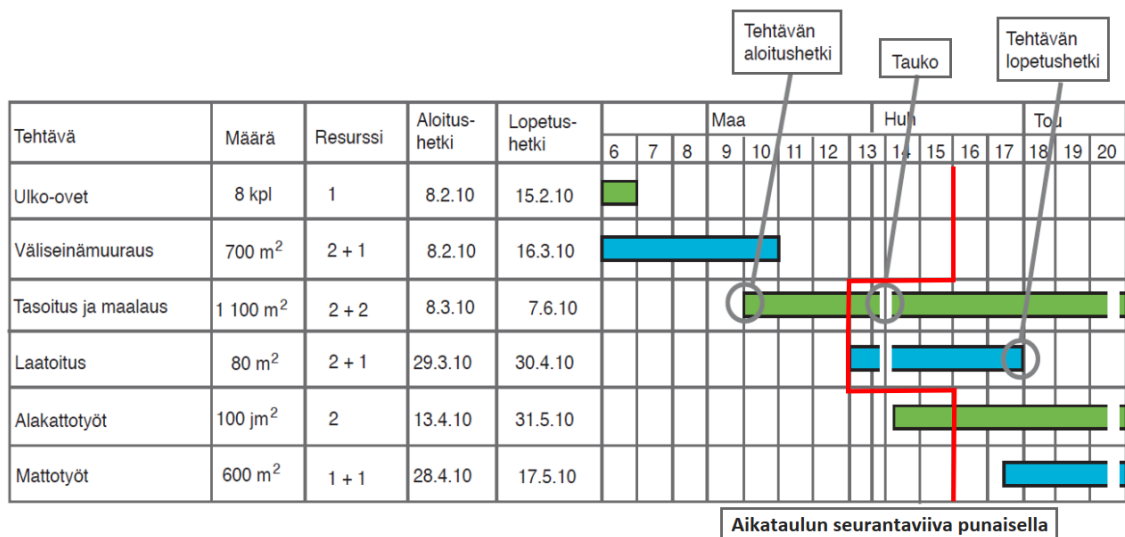 Tehtävän
aloitushetki
Tauko
Tehtävän
lopetushetki
Tehtävä Määrä Resurssi Aloitus-
hetki Lopetus-
hetki Maa Huh Tou
6 7 8 9 10 11 12 13 14 15 16 17 18 19 20
Ulko-ovet 8 kpl 1 8.2.10 15.2.10
Väliseinämuuraus 700 m² 2 + 1 8.2.10 16.3.10
Tasoitus ja maalaus 1 100 m² 2 + 2 8.3.10 7.6.10
Laatoitus 80 m² 2 + 1 29.3.10 30.4.10
Alakattotyöt 100 jm² 2 13.4.10 31.5.10
Mattotyöt 600 m² 1 + 1 28.4.10 17.5.10
Aikataulun seurantaviiva punaisella